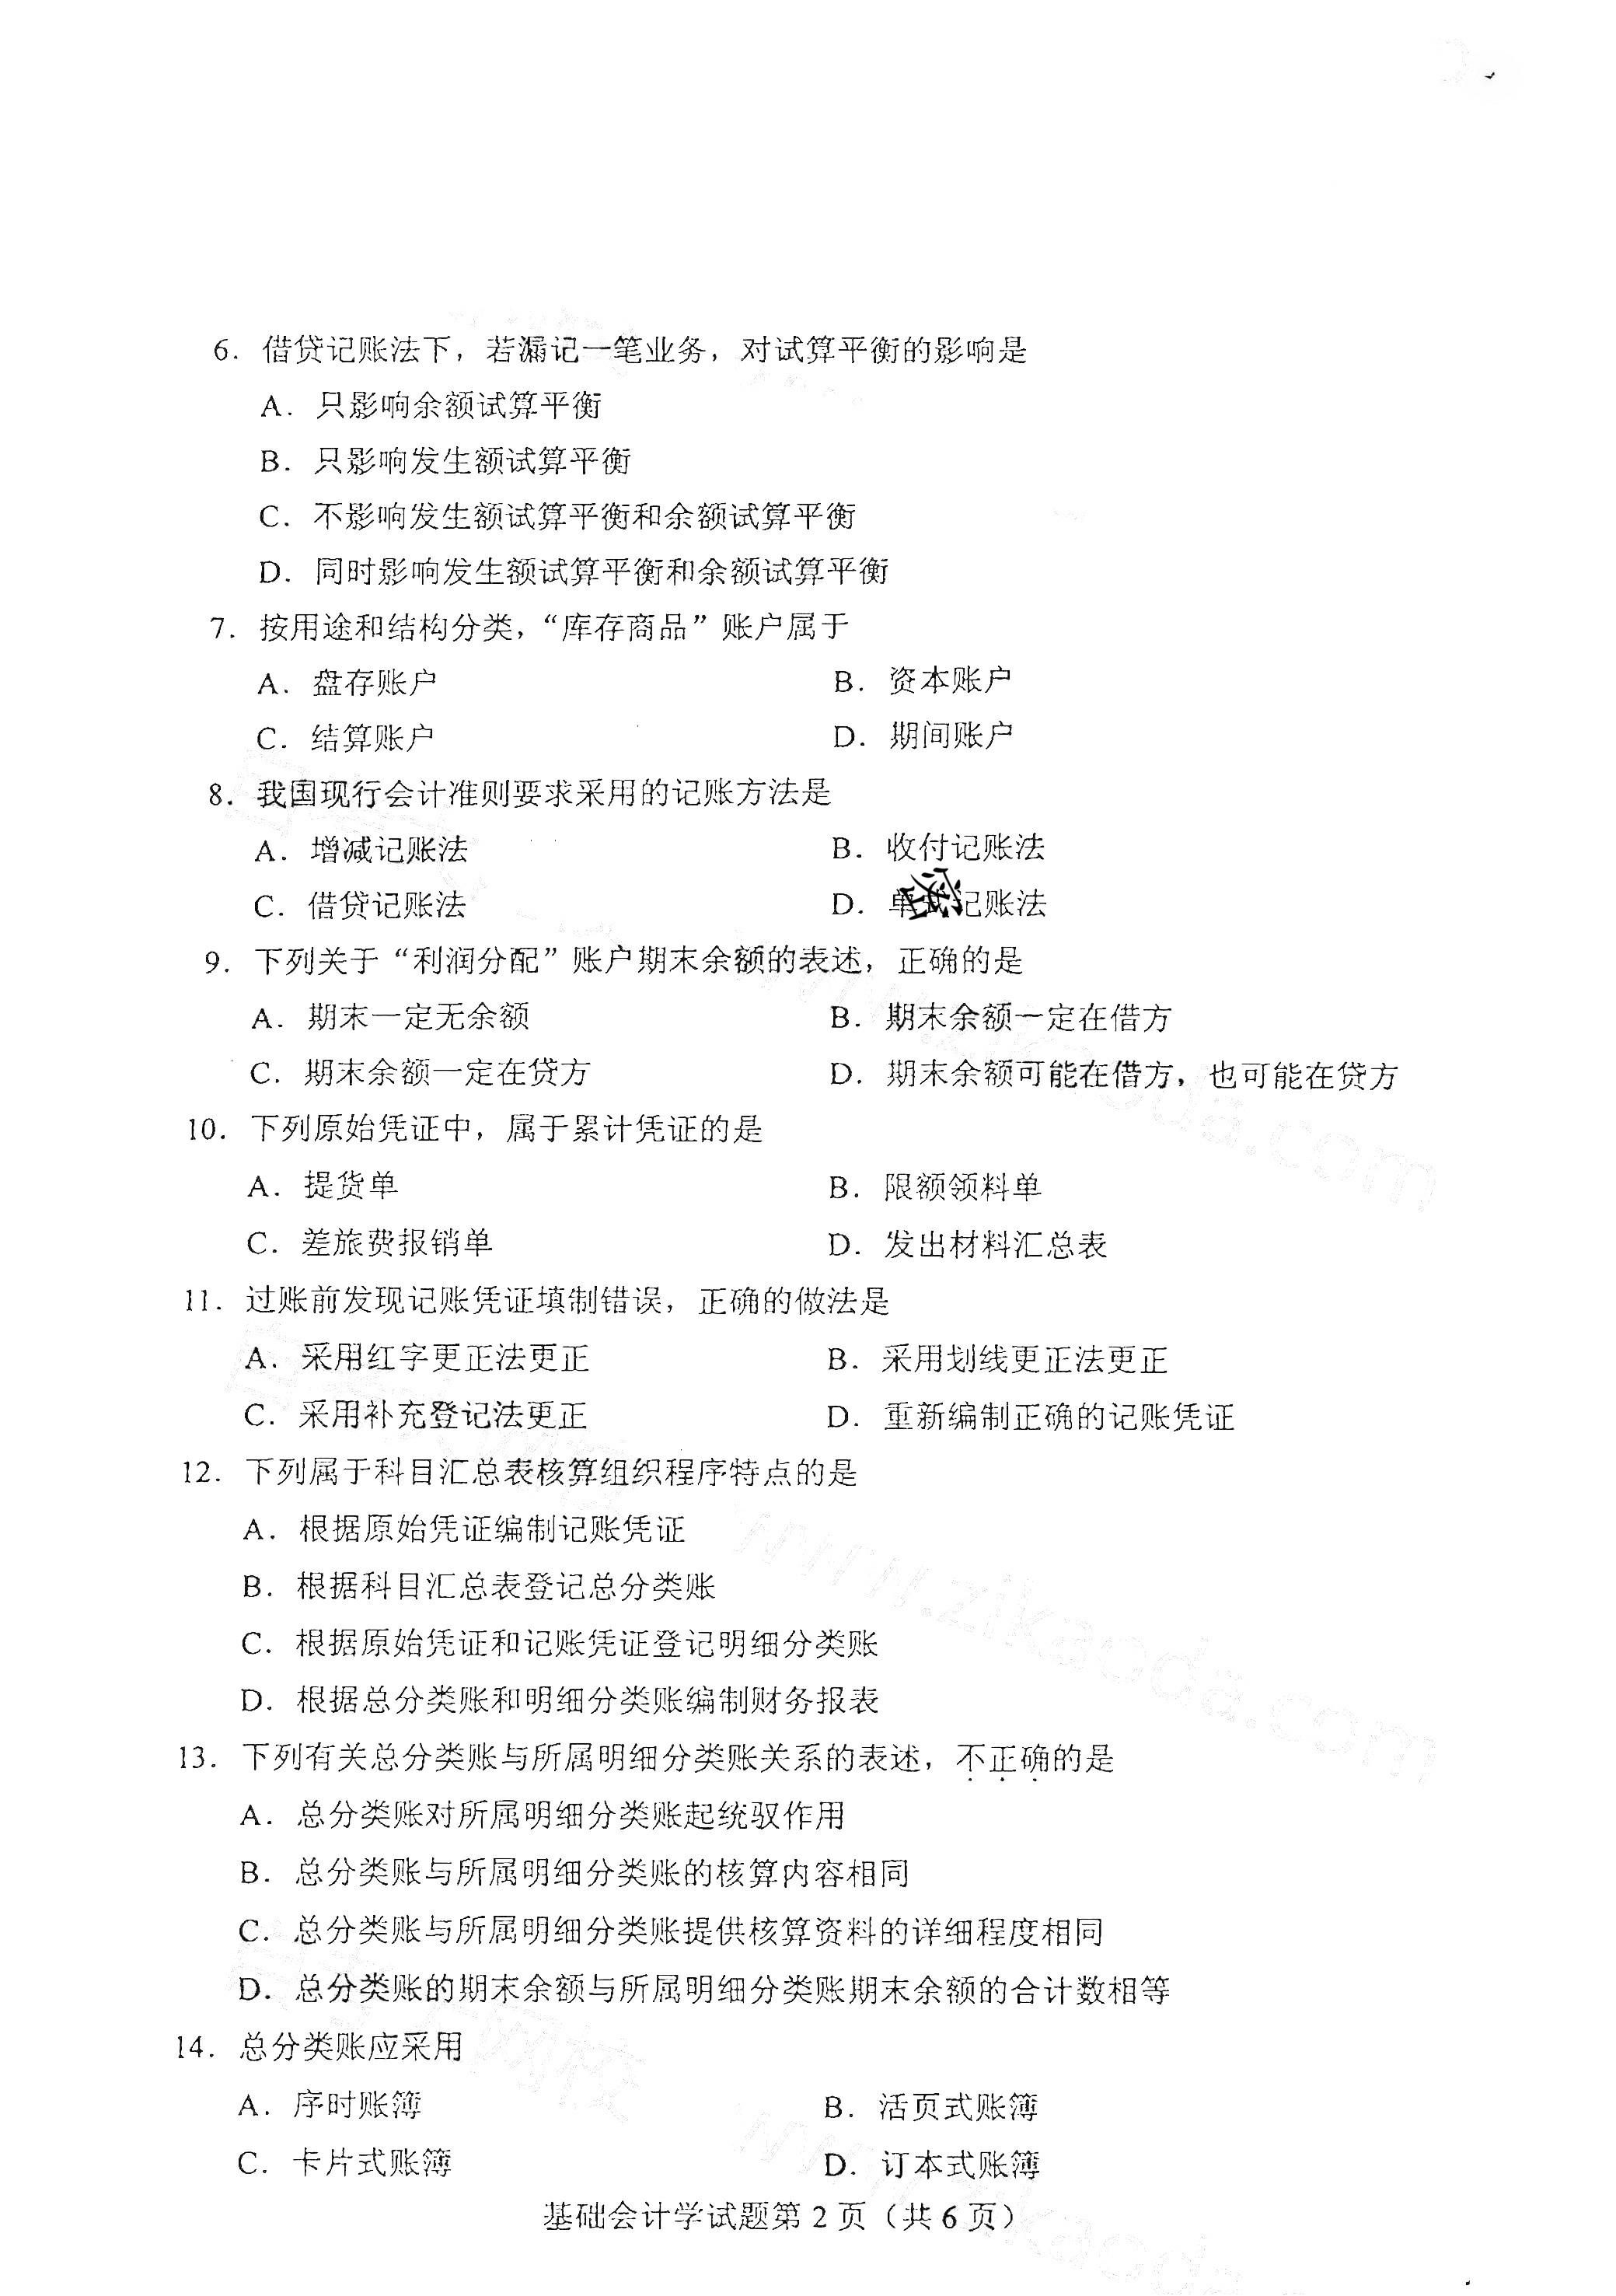 6. 借贷记账法下，若漏记一笔业务，对试算平衡的影响是
A. 只影响余额试算平衡
B. 只影响发生额试算平衡
C. 不影响发生额试算平衡和余额试算平衡
D. 同时影响发生额试算平衡和余额试算平衡
7. 按用途和结构分类，“库存商品”账户属于
A. 盘存账户 B. 资本账户
C. 结算账户 D. 期间账户
8. 我国现行会计准则要求采用的记账方法是
A. 增减记账法 B. 收付记账法
C. 借贷记账法 D. 单式记账法
9. 下列关于“利润分配”账户期末余额的表述，正确的是
A. 期末一定无余额 B. 期末余额一定在借方
C. 期末余额一定在贷方 D. 期末余额可能在借方，也可能在贷方
10. 下列原始凭证中，属于累计凭证的是
A. 提货单 B. 限额领料单
C. 差旅费报销单 D. 发出材料汇总表
11. 过账前发现记账凭证填制错误，正确的做法是
A. 采用红字更正法更正 B. 采用划线更正法更正
C. 采用补充登记法更正 D. 重新编制正确的记账凭证
12. 下列属于科目汇总表核算组织程序特点的是
A. 根据原始凭证编制记账凭证
B. 根据科目汇总表登记总分类账
C. 根据原始凭证和记账凭证登记明细分类账
D. 根据总分类账和明细分类账编制财务报表
13. 下列有关总分类账与所属明细分类账关系的表述，不正确的是
A. 总分类账对所属明细分类账起统驭作用
B. 总分类账与所属明细分类账的核算内容相同
C. 总分类账与所属明细分类账提供核算资料的详细程度相同
D. 总分类账的期末余额与所属明细分类账期末余额的合计数相等
14. 总分类账应采用
A. 序时账簿 B. 活页式账簿
C. 卡片式账簿 D. 订本式账簿
基础会计学试题第 2 页（共 6 页）
www.zikaoda.com